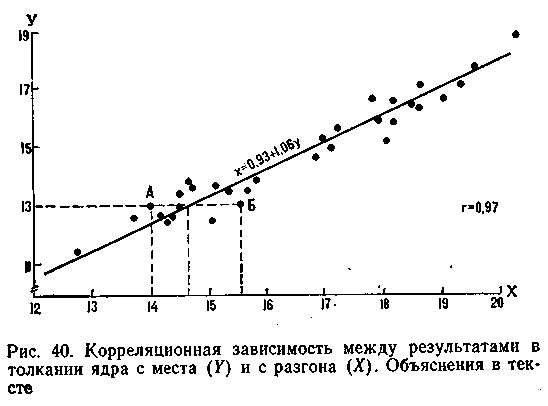 У
19
17
15
13
11
А
Б
x=0,93+1,06y
r=0,97
12 13 14 15 16 17 18 19 20 X
Рис. 40. Корреляционная зависимость между результатами в
толкании ядра с места (Y) и с разгона (X). Объяснения в тек-
сте